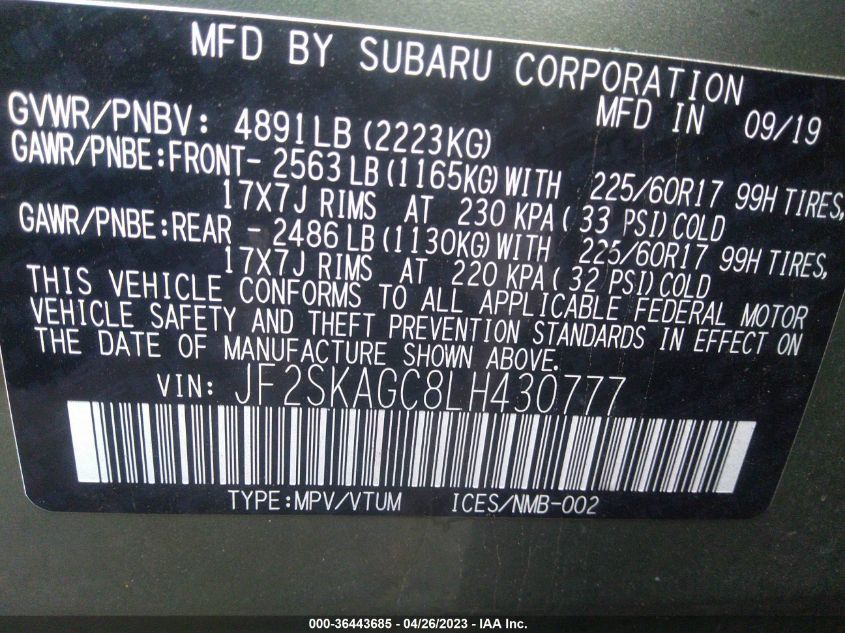 MFD BY SUBARU CORPORATION
MFD IN 09/19
GVWR/PNBV: 4891LB (2223KG)
GAWR/PNBE:FRONT- 2563 LB (1165KG) WITH 225/60R17 99H TIRES,
17X7J RIMS AT 230 KPA ( 33 PSI) COLD
GAWR/PNBE:REAR - 2486 LB (1130KG) WITH 225/60R17 99H TIRES,
17X7J RIMS AT 220 KPA ( 32 PSI) COLD
THIS VEHICLE CONFORMS TO ALL APPLICABLE FEDERAL MOTOR
VEHICLE SAFETY AND THEFT PREVENTION STANDARDS IN EFFECT ON
THE DATE OF MANUFACTURE SHOWN ABOVE.
VIN: JF2SKAGC8LH430777
TYPE:MPV/VTUM ICES/NMB-002
000-36443685 - 04/26/2023 - IAA Inc.